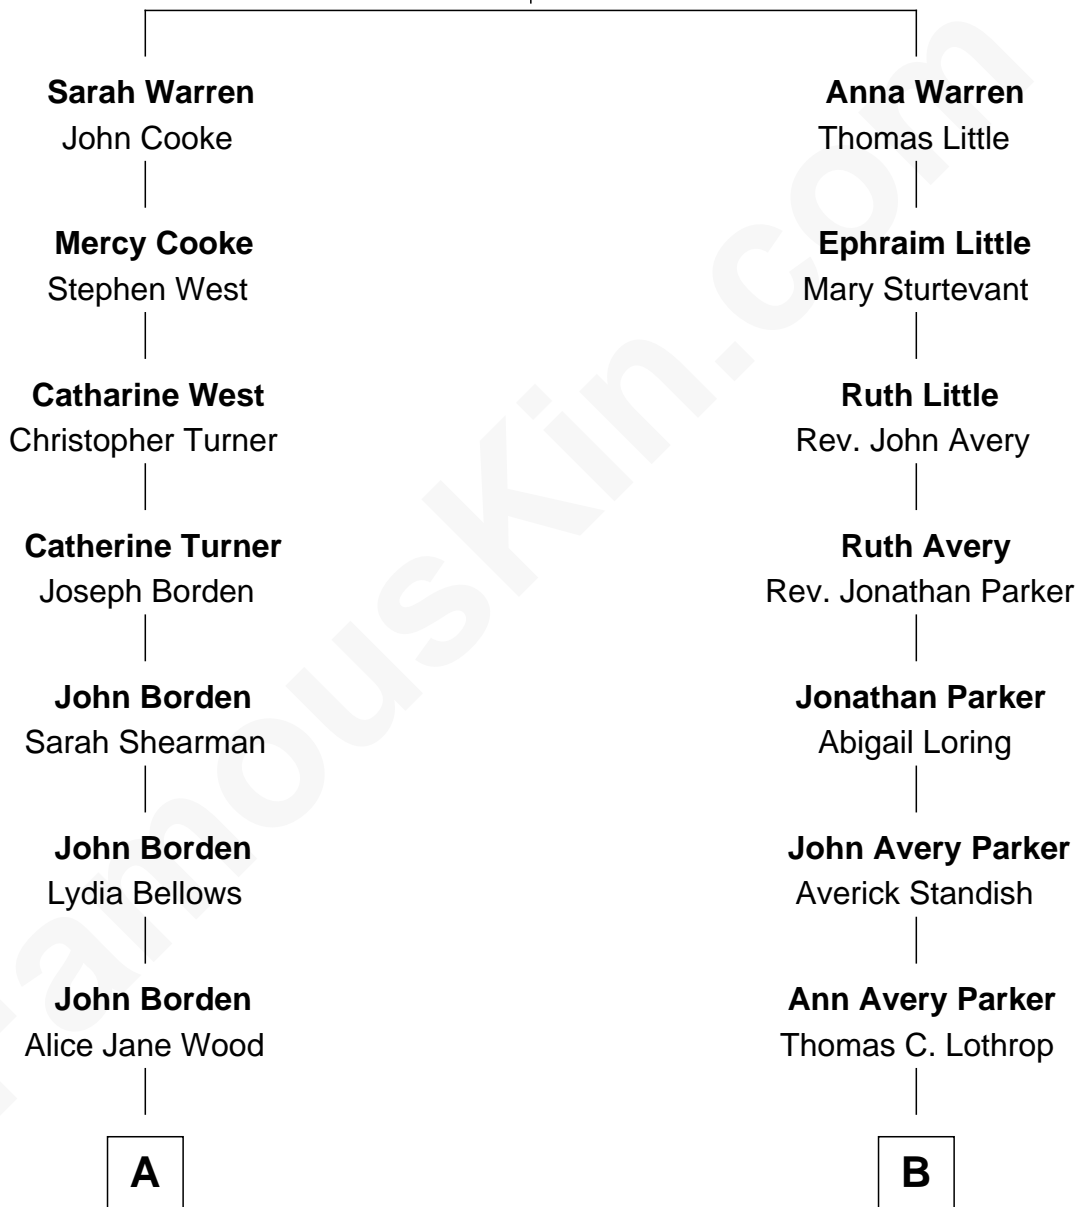 Sarah Warren
John Cooke
Mercy Cooke
Stephen West
Catharine West
Christopher Turner
Catherine Turner
Joseph Borden
John Borden
Sarah Shearman
John Borden
Lydia Bellows
John Borden
Alice Jane Wood
A
Anna Warren
Thomas Little
Ephraim Little
Mary Sturtevant
Ruth Little
Rev. John Avery
Ruth Avery
Rev. Jonathan Parker
Jonathan Parker
Abigail Loring
John Avery Parker
Averick Standish
Ann Avery Parker
Thomas C. Lothrop
B
FamousKin.com